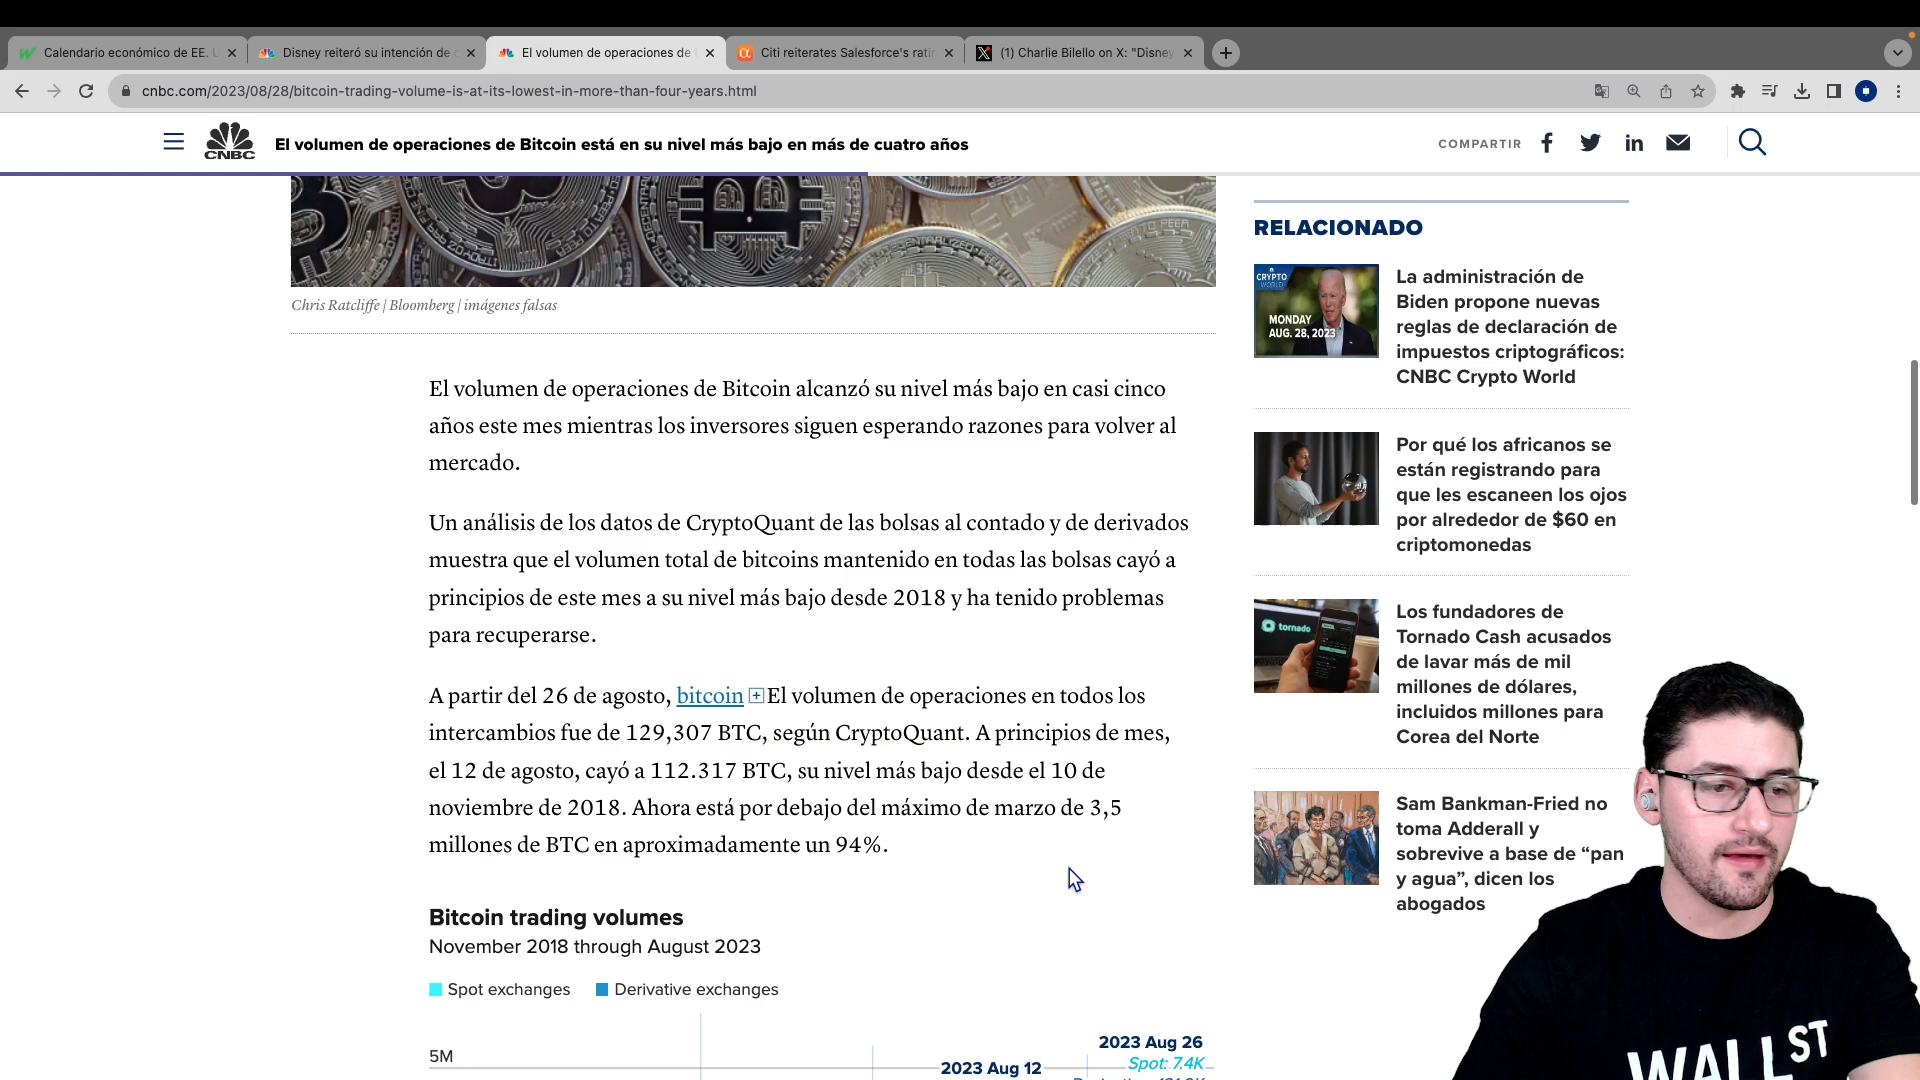 Calendario económico de EE. U
Disney reiteró su intención de
El volumen de operaciones de
Citi reiterates Salesforce's ratin
(1) Charlie Bilello on X: "Disney
cnbc.com/2023/08/28/bitcoin-trading-volume-is-at-its-lowest-in-more-than-four-years.html
CNBC
El volumen de operaciones de Bitcoin está en su nivel más bajo en más de cuatro años
COMPARTIR
Chris Ratcliffe | Bloomberg | imágenes falsas
El volumen de operaciones de Bitcoin alcanzó su nivel más bajo en casi cinco
años este mes mientras los inversores siguen esperando razones para volver al
mercado.
Un análisis de los datos de CryptoQuant de las bolsas al contado y de derivados
muestra que el volumen total de bitcoins mantenido en todas las bolsas cayó a
principios de este mes a su nivel más bajo desde 2018 y ha tenido problemas
para recuperarse.
A partir del 26 de agosto, bitcoin El volumen de operaciones en todos los
intercambios fue de 129,307 BTC, según CryptoQuant. A principios de mes,
el 12 de agosto, cayó a 112.317 BTC, su nivel más bajo desde el 10 de
noviembre de 2018. Ahora está por debajo del máximo de marzo de 3,5
millones de BTC en aproximadamente un 94%.
Bitcoin trading volumes
November 2018 through August 2023
Spot exchanges
Derivative exchanges
5M
2023 Aug 12
2023 Aug 26
Spot: 7.4K
RELACIONADO
CRYPTO
WORLD
MONDAY
AUG. 28, 2023
La administración de
Biden propone nuevas
reglas de declaración de
impuestos criptográficos:
CNBC Crypto World
Por qué los africanos se
están registrando para
que les escaneen los ojos
por alrededor de $60 en
criptomonedas
tornado
Los fundadores de
Tornado Cash acusados
de lavar más de mil
millones de dólares,
incluidos millones para
Corea del Norte
Sam Bankman-Fried no
toma Adderall y
sobrevive a base de “pan
y agua”, dicen los
abogados
WALL ST